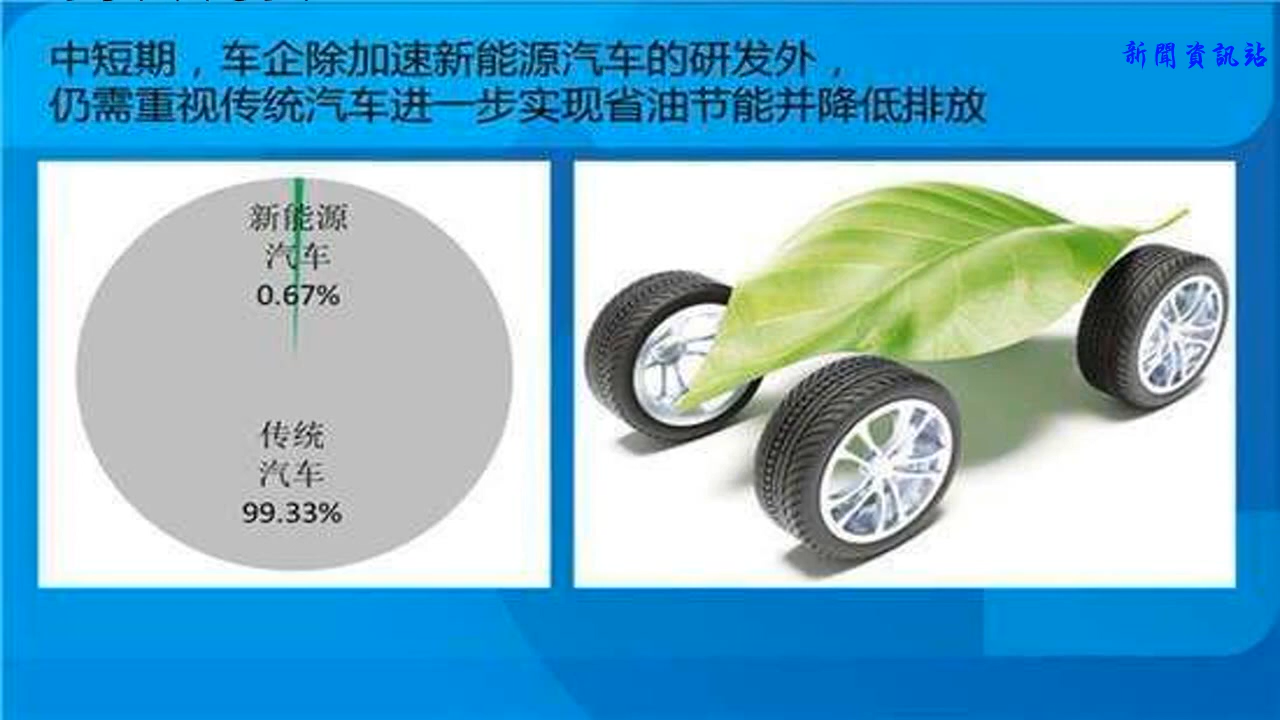 中短期，车企除加速新能源汽车的研发外，
仍需重视传统汽车进一步实现省油节能并降低排放
新聞資訊站
新能源
汽车
0.67%
传统
汽车
99.33%